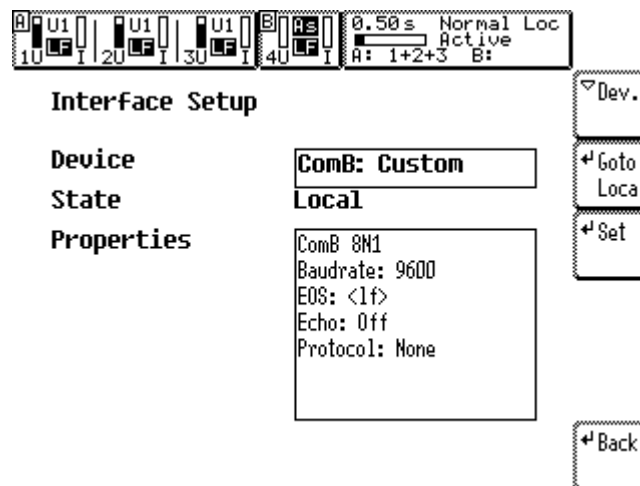 A U1 U1 U1 B As 0.50 s Normal Loc
LF LF LF LF Active
1U I 2U I 3U I 4U I A: 1+2+3 B:
Interface Setup
Dev.
Device ComB: Custom
Goto
Loca
State Local
Set
Properties ComB 8N1
Baudrate: 9600
EOS: <lf>
Echo: Off
Protocol: None
Back